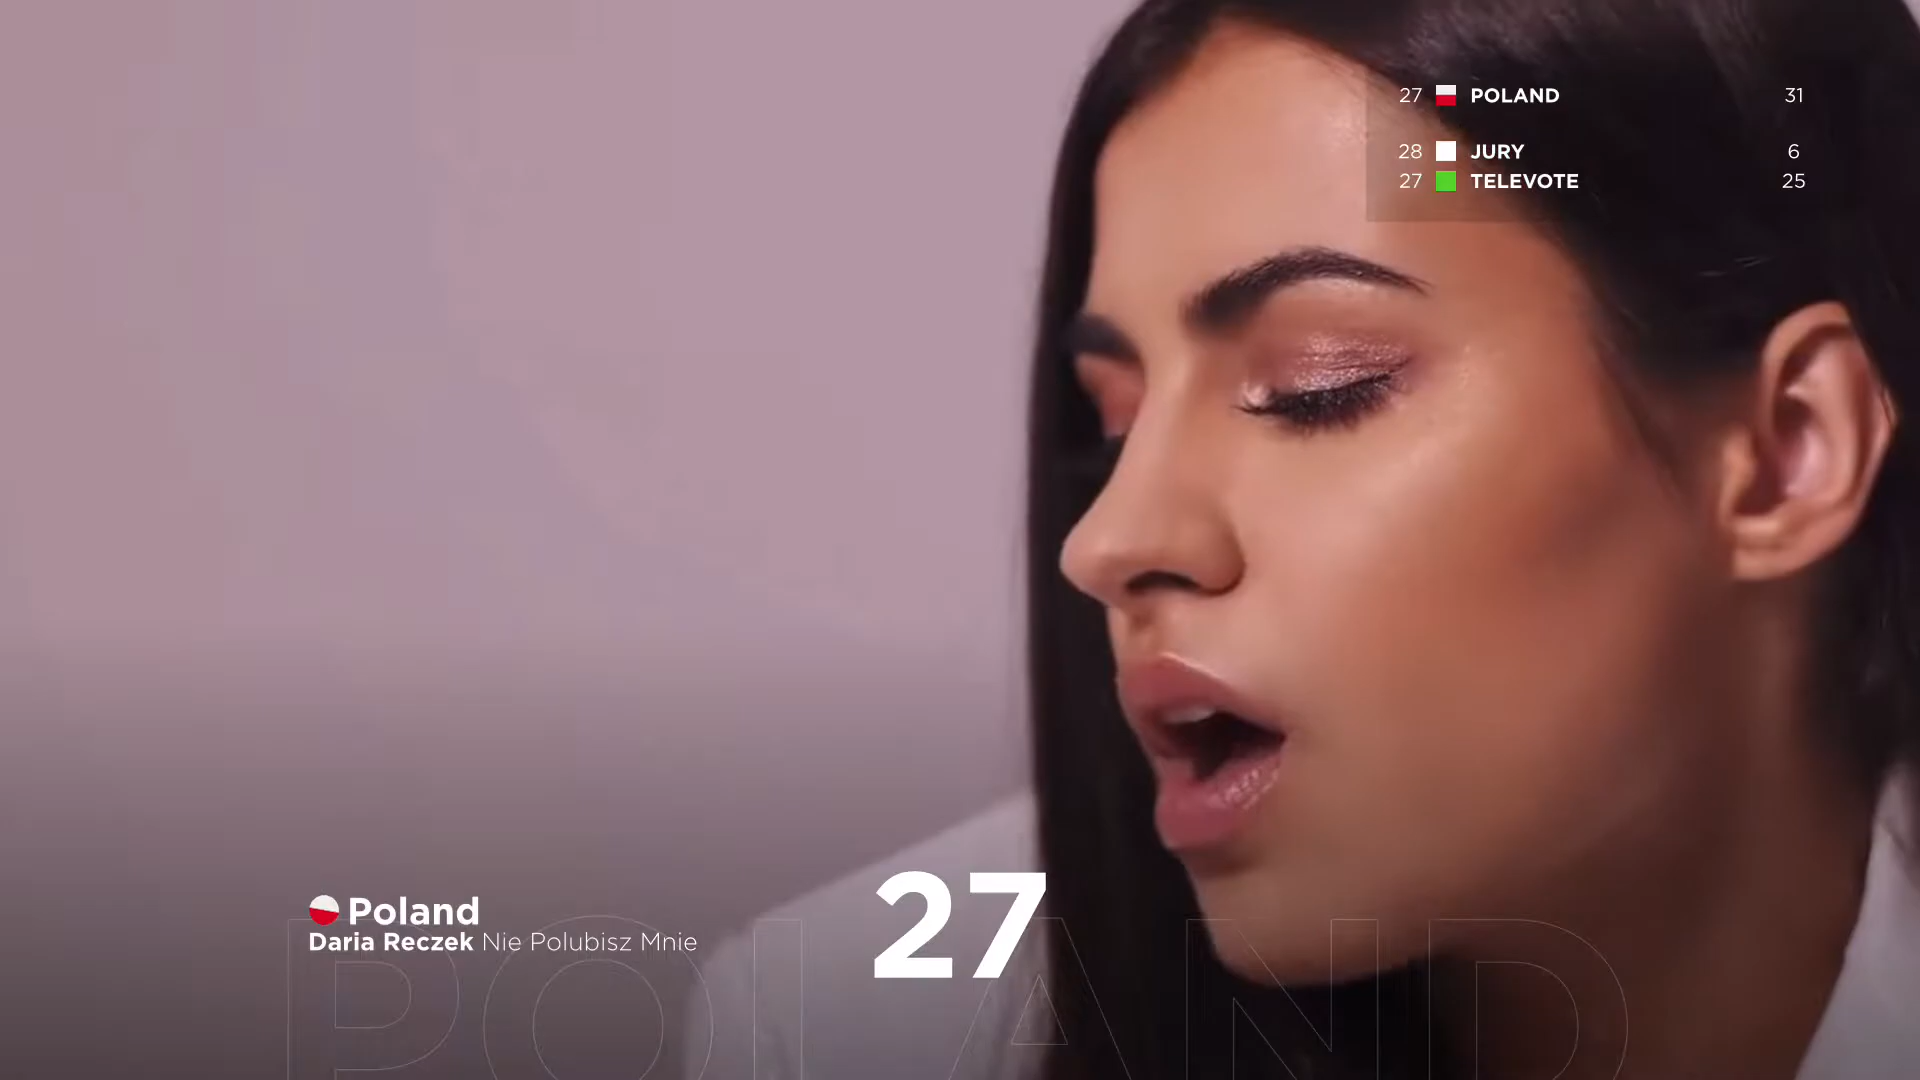 27 POLAND 31
28 JURY 6
27 TELEVOTE 25
Poland
Daria Reczek Nie Polubisz Mnie
27
POLAND